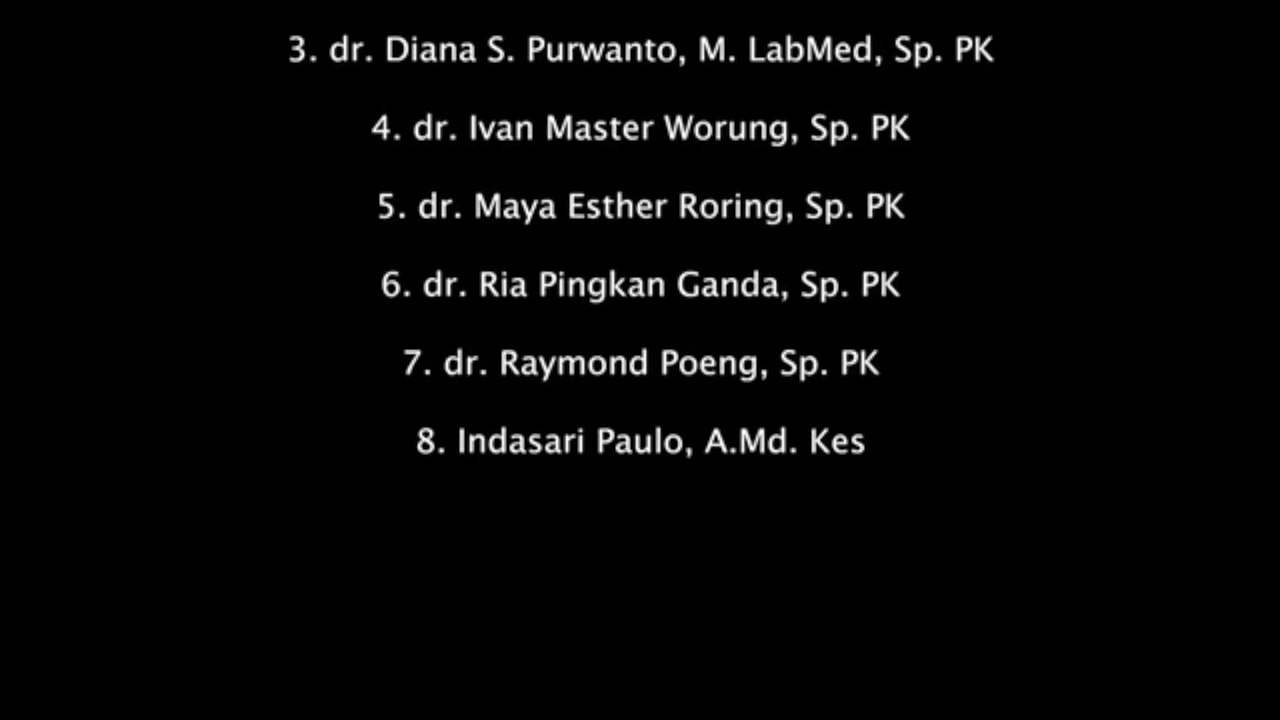 3. dr. Diana S. Purwanto, M. LabMed, Sp. PK
4. dr. Ivan Master Worung, Sp. PK
5. dr. Maya Esther Roring, Sp. PK
6. dr. Ria Pingkan Ganda, Sp. PK
7. dr. Raymond Poeng, Sp. PK
8. Indasari Paulo, A.Md. Kes